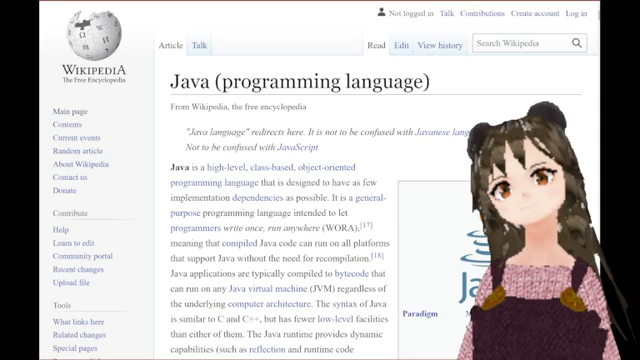 Not logged in Talk Contributions Create account Log in
Article Talk Read Edit View history Search Wikipedia
WIKIPEDIA
The Free Encyclopedia
Java (programming language)
From Wikipedia, the free encyclopedia
"Java language" redirects here. It is not to be confused with Javanese
Not to be confused with JavaScript.
Java is a high-level, class-based, object-oriented
programming language that is designed to have as few
implementation dependencies as possible. It is a general-
purpose programming language intended to let
programmers write once, run anywhere (WORA),[17]
meaning that compiled Java code can run on all platforms
that support Java without the need for recompilation.[18]
Java applications are typically compiled to bytecode that
can run on any Java virtual machine (JVM) regardless of
the underlying computer architecture. The syntax of Java
is similar to C and C++, but has fewer low-level facilities
than either of them. The Java runtime provides dynamic
capabilities (such as reflection and runtime code
Paradigm
Main page
Contents
Current events
Random article
About Wikipedia
Contact us
Donate
Contribute
Help
Learn to edit
Community portal
Recent changes
Upload file
Tools
What links here
Related changes
Special pages